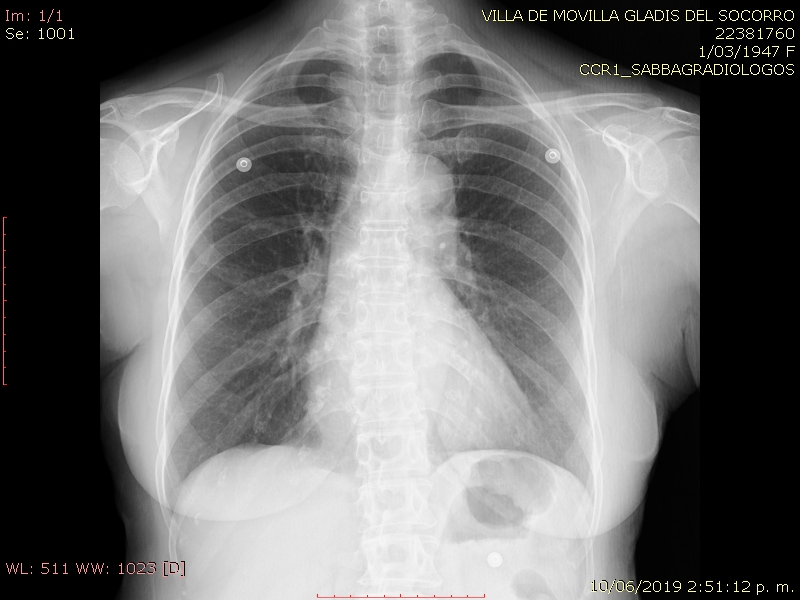 Im: 1/1
Se: 1001
VILLA DE MOVILLA GLADIS DEL SOCORRO
22381760
1/03/1947 F
CCR1_SABBAGRADIOLOGOS
WL: 511 WW: 1023 [D]
10/06/2019 2:51:12 p. m.